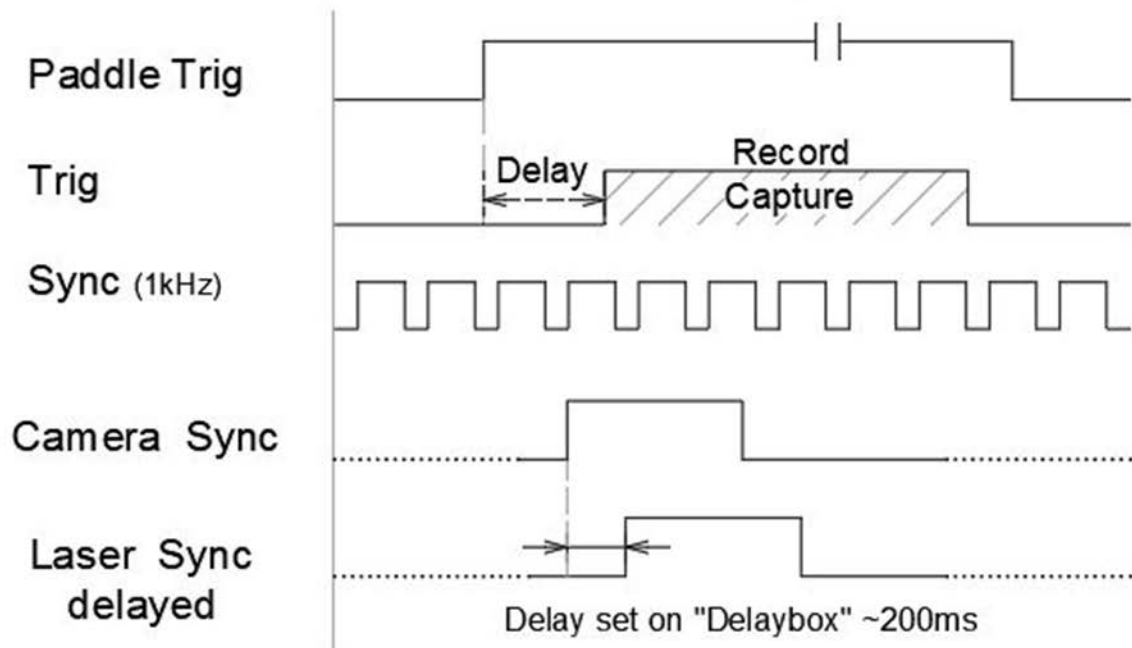 Paddle Trig
Trig
Delay
Record
Capture
Sync (1kHz)
Camera Sync
Laser Sync
delayed
Delay set on "Delaybox" ~200ms